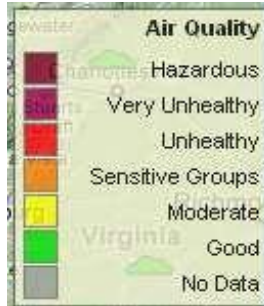 Air Quality
Hazardous
Very Unhealthy
Unhealthy
Sensitive Groups
Moderate
Virginia
Good
No Data